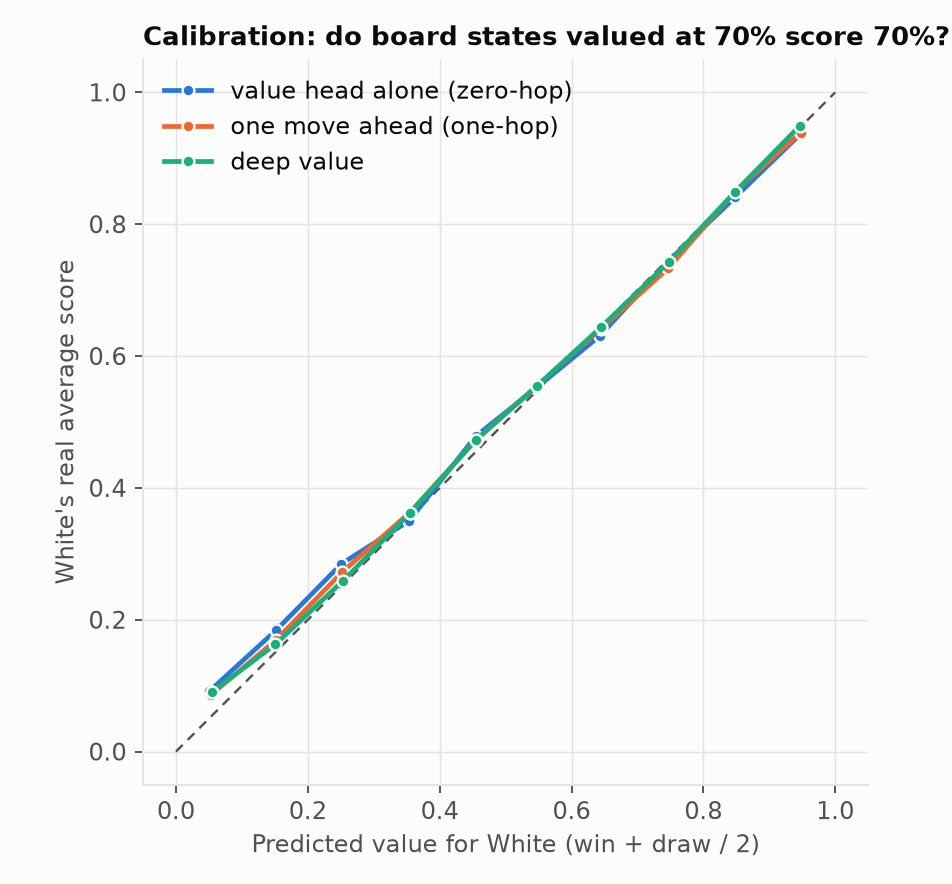 Calibration: do board states valued at 70% score 70%?
value head alone (zero-hop)
one move ahead (one-hop)
deep value
White's real average score
1.0
0.8
0.6
0.4
0.2
0.0
0.0 0.2 0.4 0.6 0.8 1.0
Predicted value for White (win + draw / 2)